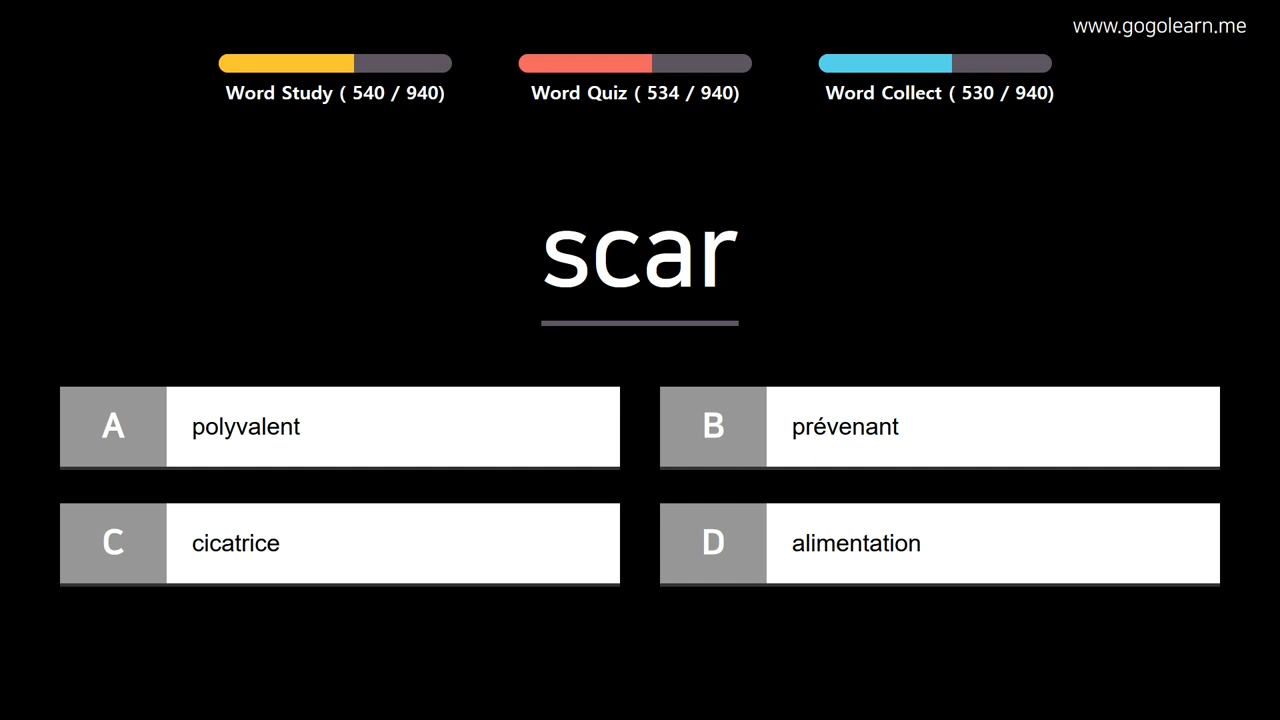 www.gogolearn.me
Word Study ( 540 / 940)
Word Quiz ( 534 / 940)
Word Collect ( 530 / 940)
scar
A polyvalent
B prévenant
C cicatrice
D alimentation